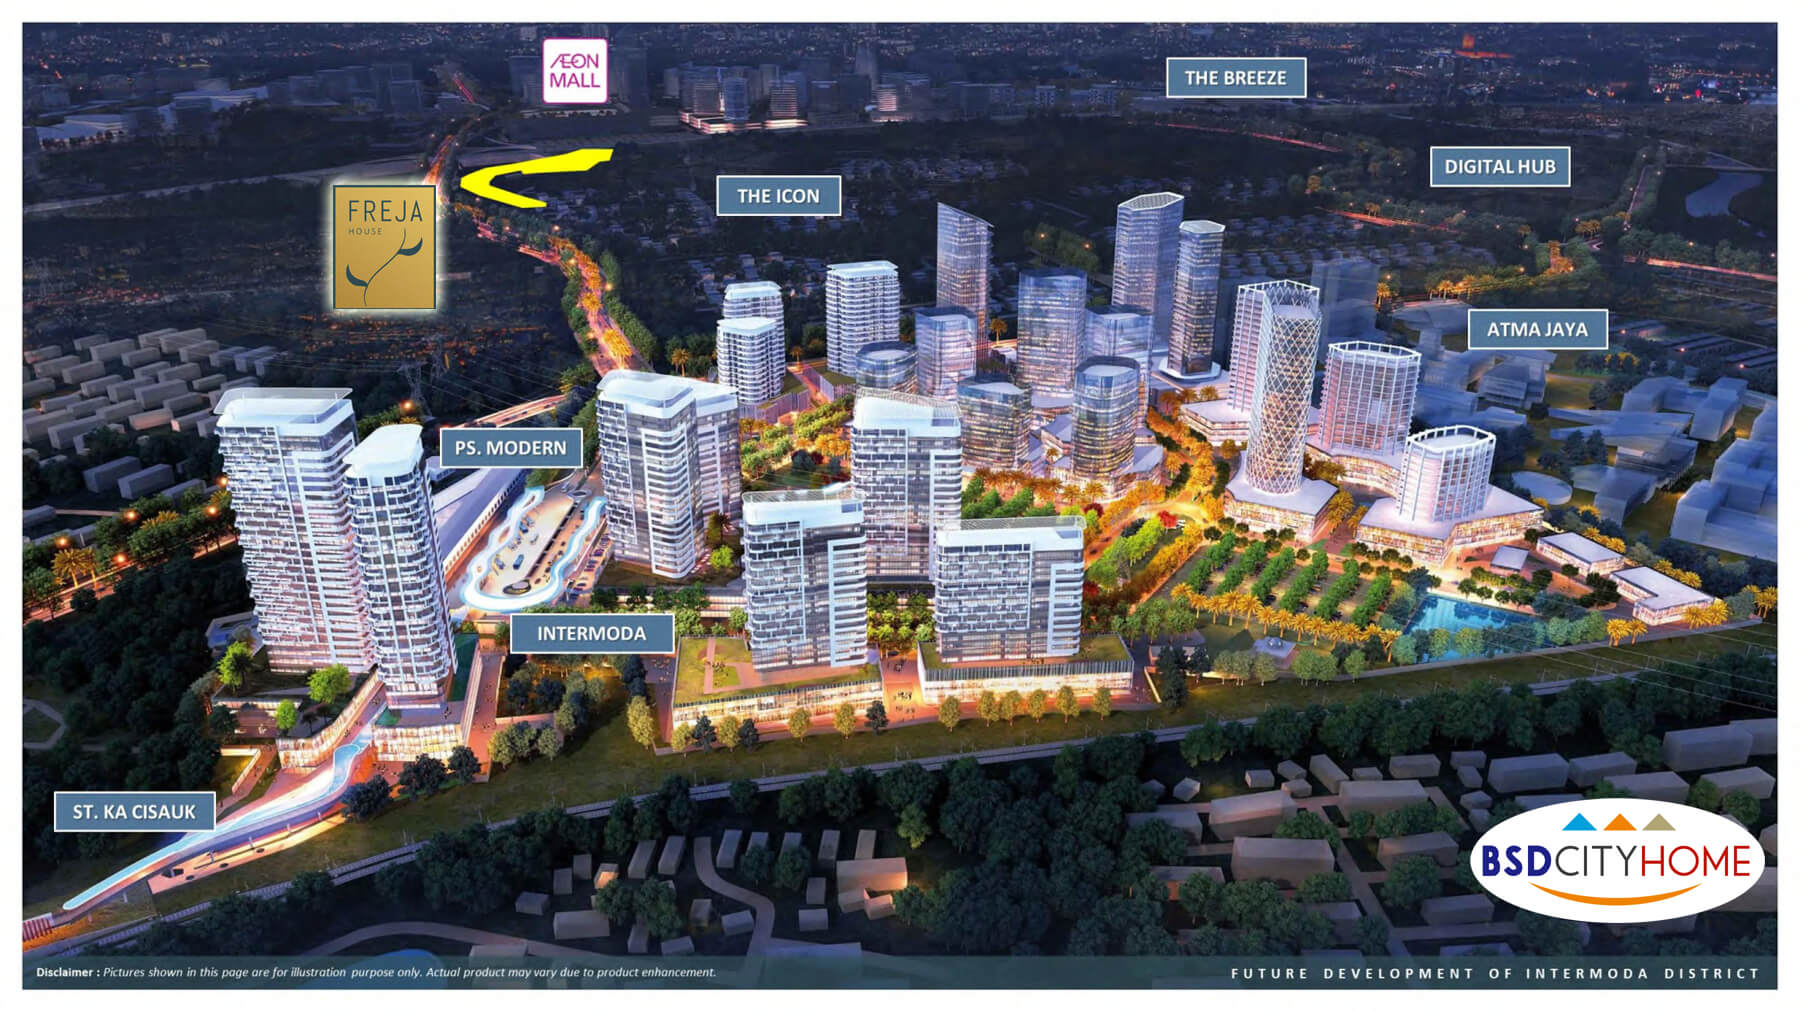 ÆON
MALL
THE BREEZE
DIGITAL HUB
THE ICON
FREJA
HOUSE
ATMA JAYA
PS. MODERN
INTERMODA
ST. KA CISAUK
BSDCITYHOME
Disclaimer : Pictures shown in this page are for illustration purpose only. Actual product may vary due to product enhancement.
FUTURE DEVELOPMENT OF INTERMODA DISTRICT